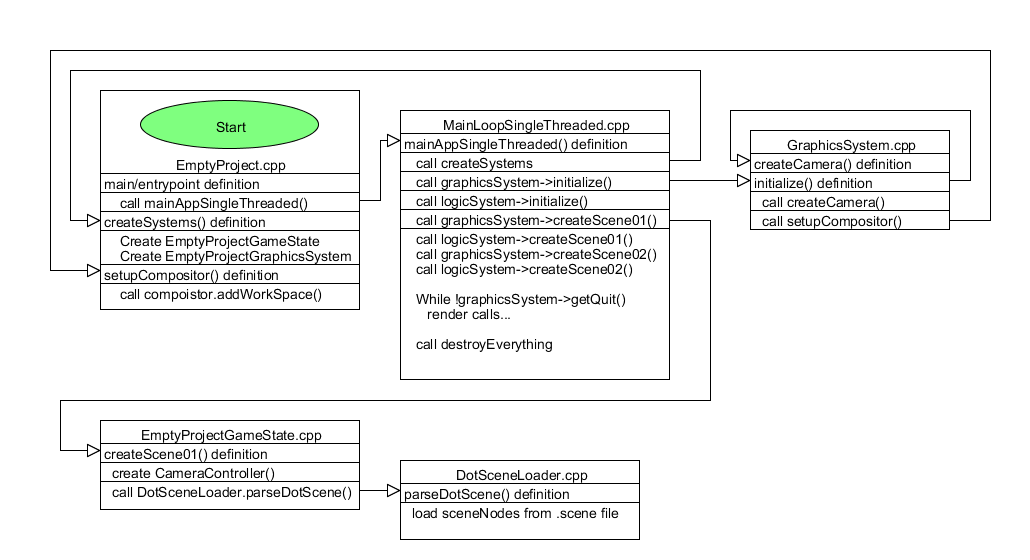 Start
EmptyProject.cpp
main/entrypoint definition
call mainAppSingleThreaded()
createSystems() definition
Create EmptyProjectGameState
Create EmptyProjectGraphicsSystem
setupCompositor() definition
call compoistor.addWorkSpace()
MainLoopSingleThreaded.cpp
mainAppSingleThreaded() definition
call createSystems
call graphicsSystem->initialize()
call logicSystem->initialize()
call graphicsSystem->createScene01()
call logicSystem->createScene01()
call graphicsSystem->createScene02()
call logicSystem->createScene02()
While !graphicsSystem->getQuit()
render calls...
call destroyEverything
GraphicsSystem.cpp
createCamera() definition
initialize() definition
call createCamera()
call setupCompositor()
EmptyProjectGameState.cpp
createScene01() definition
create CameraController()
call DotSceneLoader.parseDotScene()
DotSceneLoader.cpp
parseDotScene() definition
load sceneNodes from .scene file